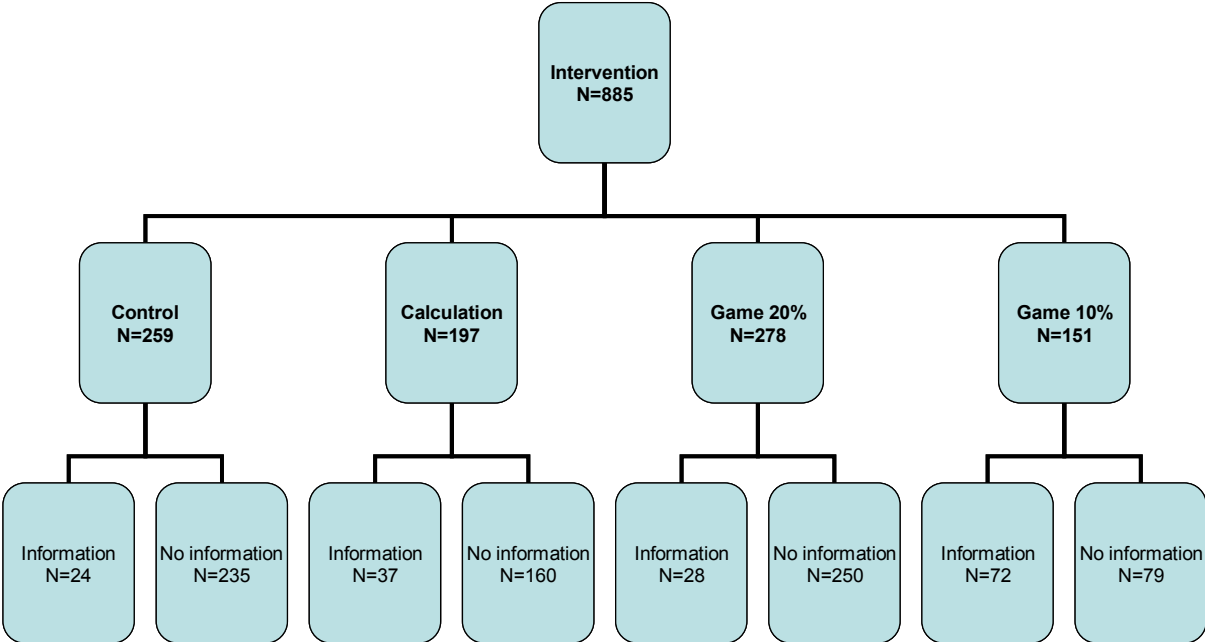 Intervention
N=885
Control
N=259
Calculation
N=197
Game 20%
N=278
Game 10%
N=151
Information
N=24
No information
N=235
Information
N=37
No information
N=160
Information
N=28
No information
N=250
Information
N=72
No information
N=79